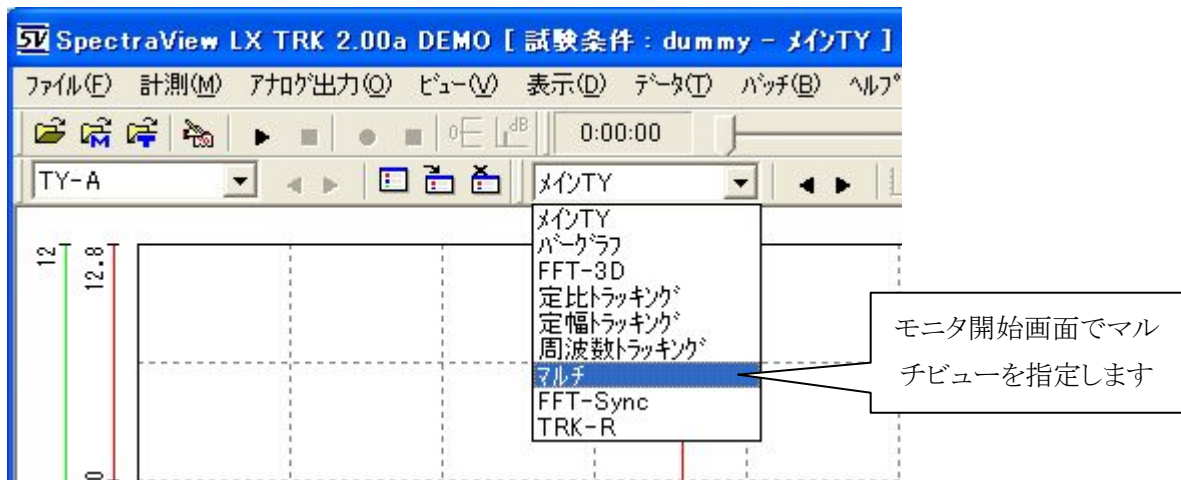 SV SpectraView LX TRK 2.00a DEMO [ 試験条件 : dummy - ﾒｲﾝTY ]
ﾌｧｲﾙ(F) 計測(M) ｱﾅﾛｸﾞ出力(O) ﾋﾞｭｰ(V) 表示(D) ﾃﾞｰﾀ(T) ﾊﾞｯﾁ(B) ﾍﾙﾌﾟ
M T 0 dB 0:00:00
TY-A ﾒｲﾝTY
ﾒｲﾝTY
ﾊﾞｰｸﾞﾗﾌ
FFT-3D
定比ﾄﾗｯｷﾝｸﾞ
定幅ﾄﾗｯｷﾝｸﾞ
周波数ﾄﾗｯｷﾝｸﾞ
ﾏﾙﾁ
FFT-Sync
TRK-R
12
12.8
モニタ開始画面でマル
チビューを指定します